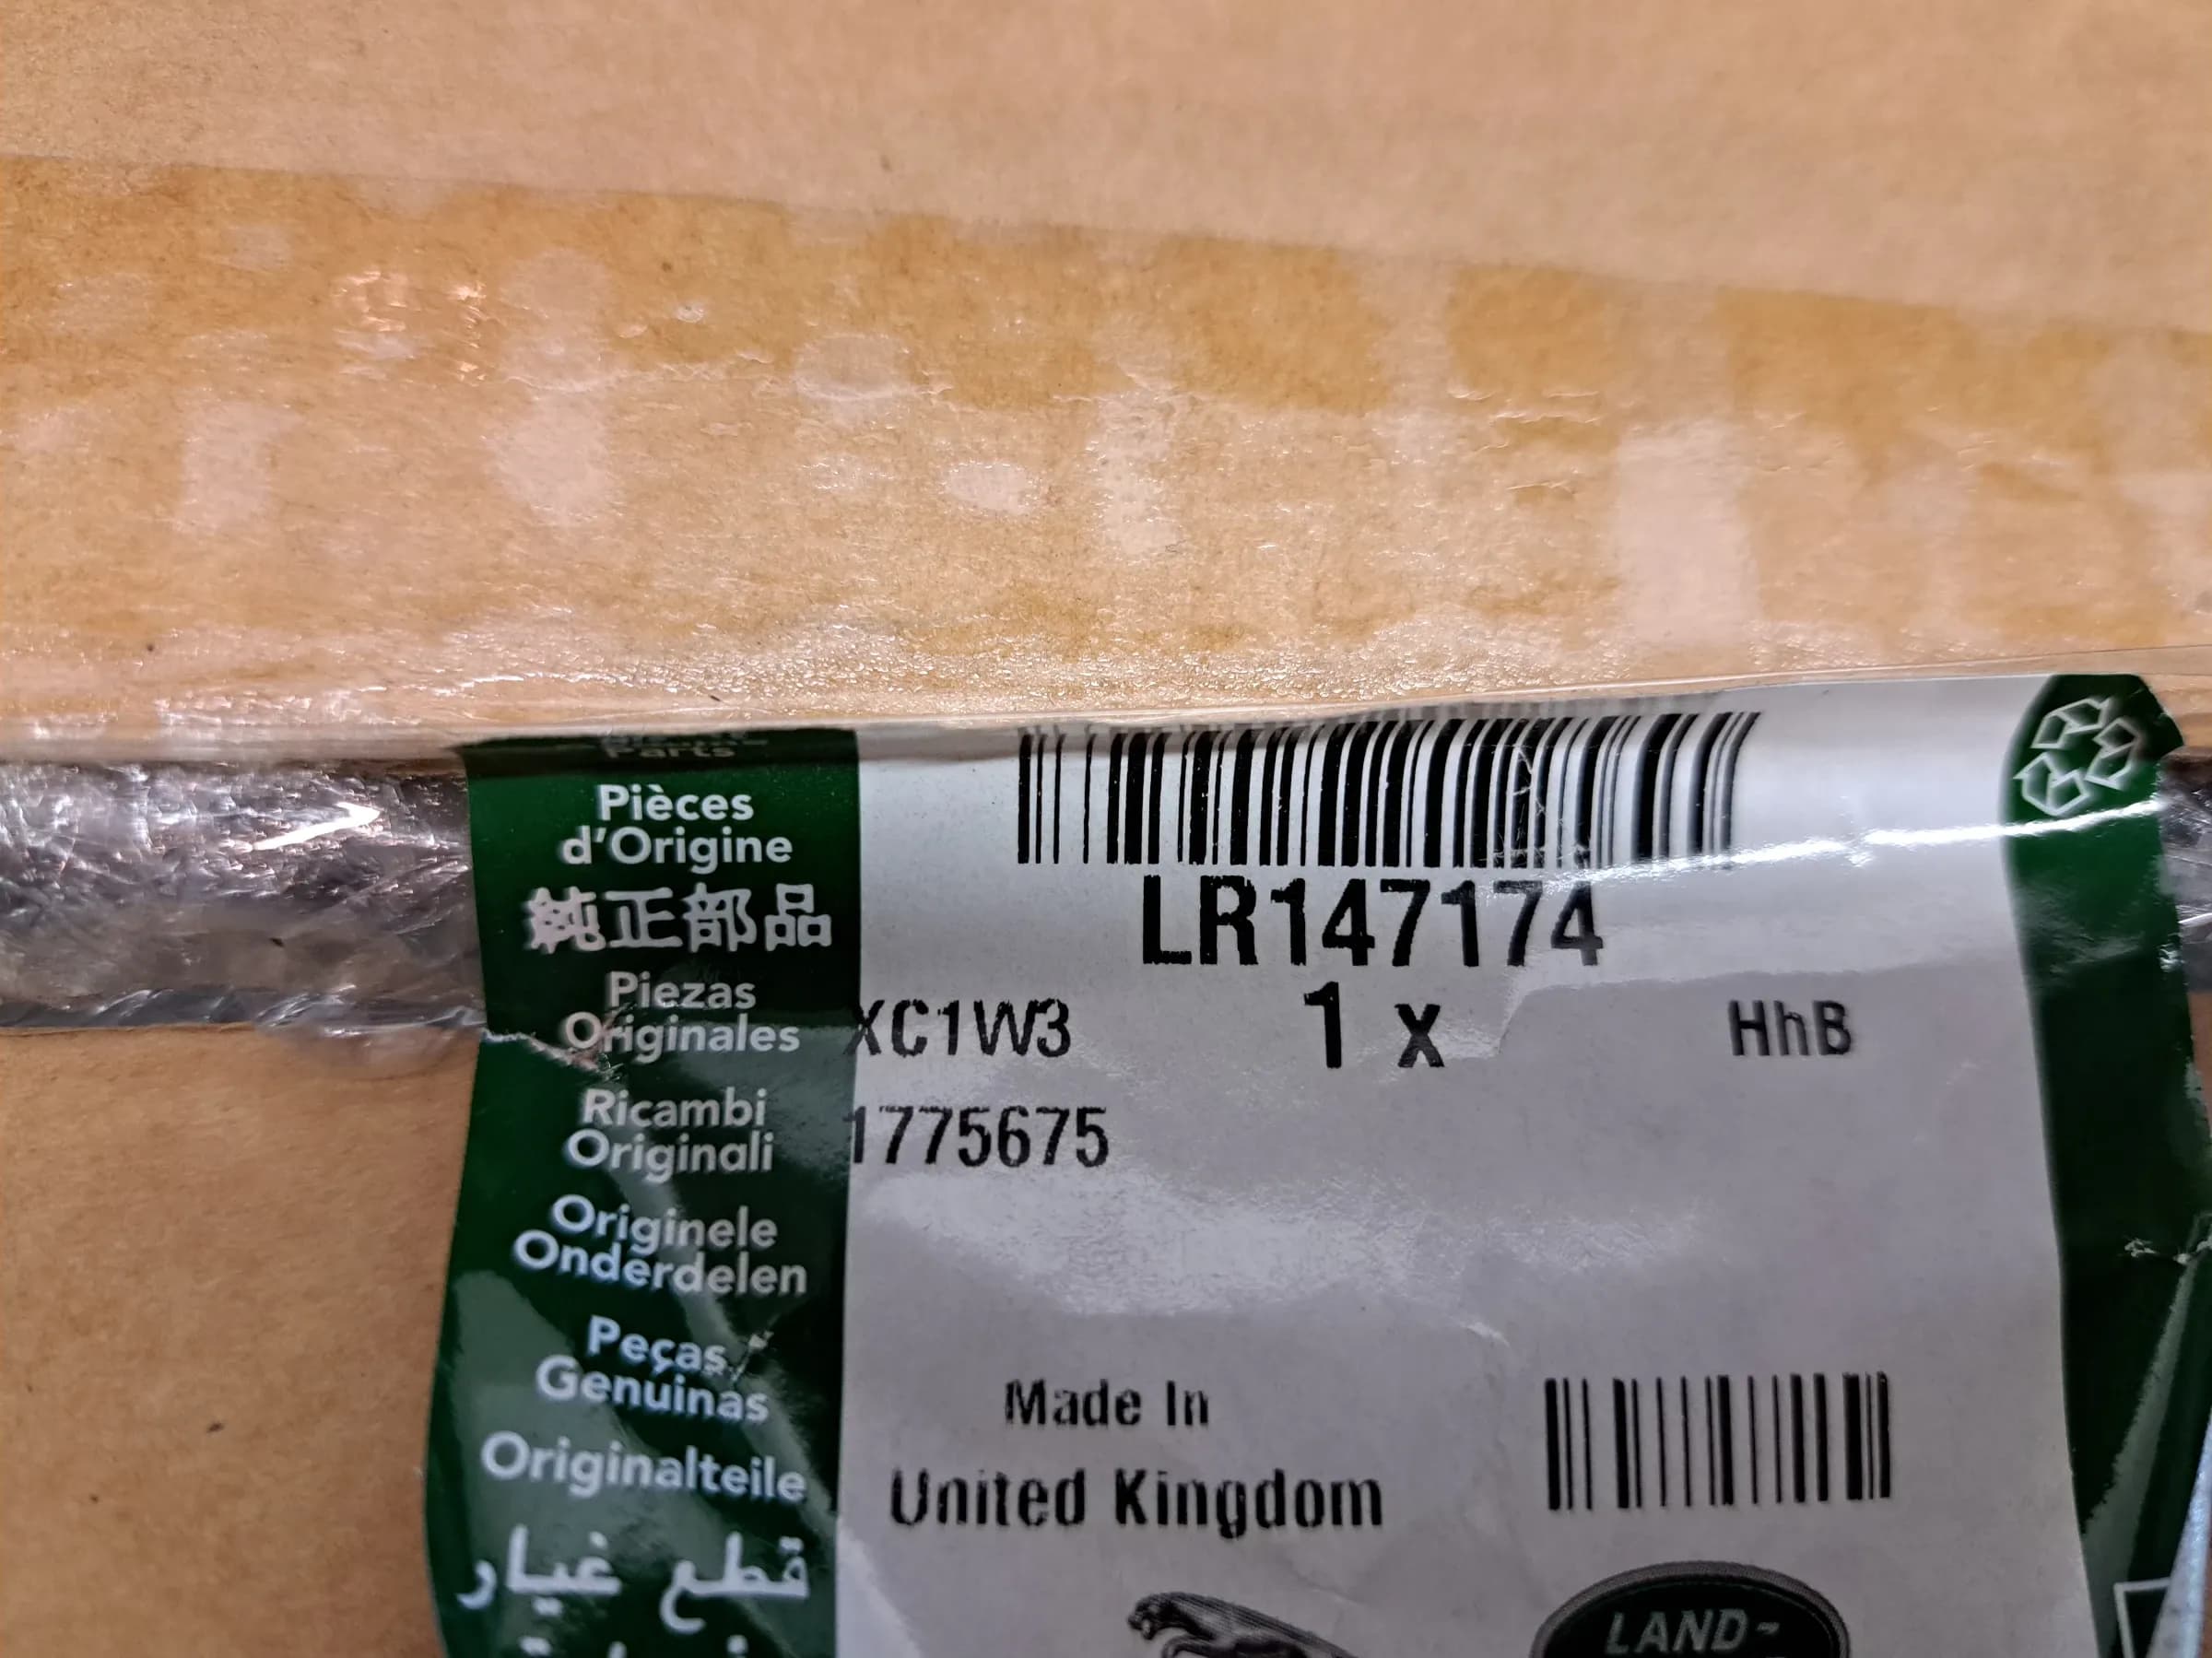 Parts
Pièces
d'Origine
純正部品
Piezas
Originales
Ricambi
Originali
Originele
Onderdelen
Peças
Genuinas
Originalteile
قطع غيار
LR147174
XC1W3 1 x HhB
1775675
Made In
United Kingdom
LAND-